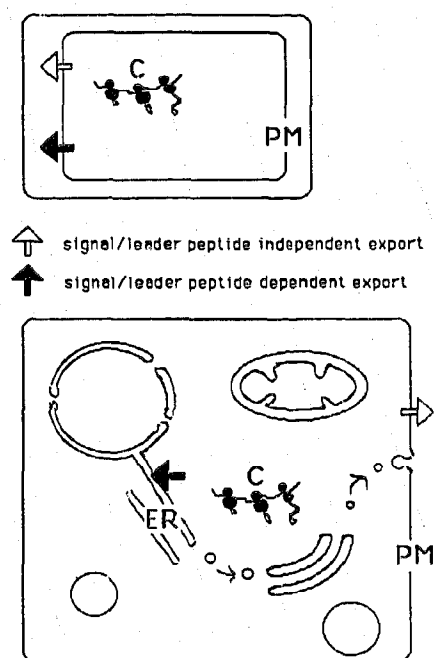 C
PM
signal/leader peptide independent export
signal/leader peptide dependent export
C
ER
PM